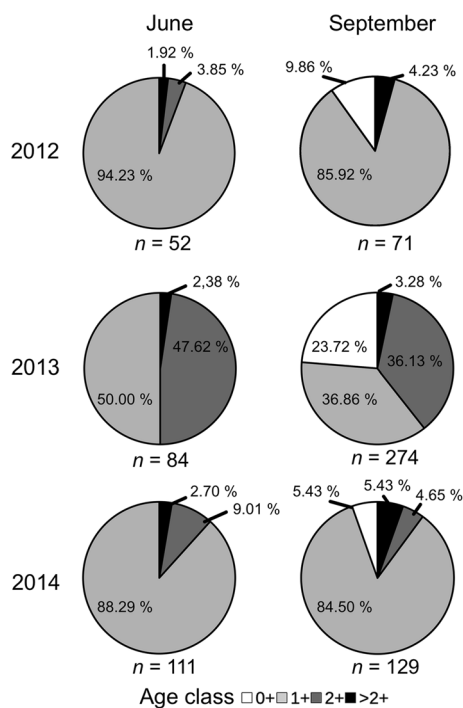 June September
1.92 % 3.85 % 9.86 % 4.23 %
2012
94.23 % 85.92 %
n = 52 n = 71
2,38 % 3.28 %
2013
47.62 % 23.72 % 36.13 %
50.00 % 36.86 %
n = 84 n = 274
2.70 % 5.43 % 5.43 % 4.65 %
9.01 %
2014
88.29 % 84.50 %
n = 111 n = 129
Age class 0+ 1+ 2+ >2+